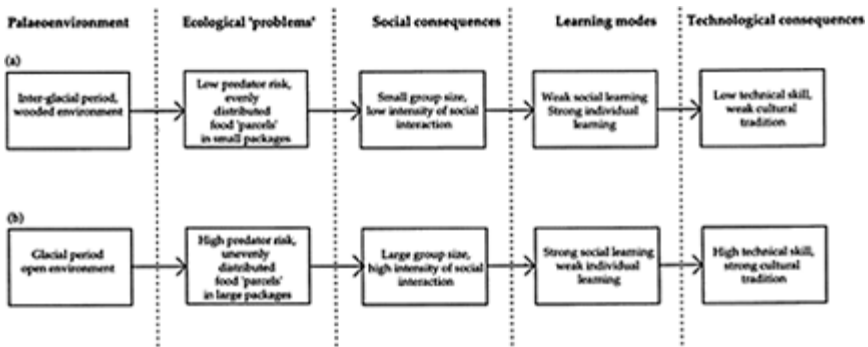 Palaeoenvironment
Ecological 'problems'
Social consequences
Learning modes
Technological consequences
(a)
Inter-glacial period,
wooded environment
Low predator risk,
evenly
distributed
food 'parcels'
in small packages
Small group size,
low intensity of social
interaction
Weak social learning
Strong individual
learning
Low technical skill,
weak cultural
tradition
(b)
Glacial period
open environment
High predator risk,
unevenly
distributed
food 'parcels'
in large packages
Large group size,
high intensity of social
interaction
Strong social learning
weak individual
learning
High technical skill,
strong cultural
tradition